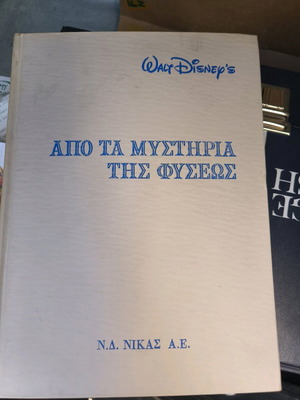 WALT DISNEY'S
ΑΠΟ ΤΑ ΜΥΣΤΗΡΙΑ
ΤΗΣ ΦΥΣΕΩΣ
Ν.Δ. ΝΙΚΑΣ Α.Ε.